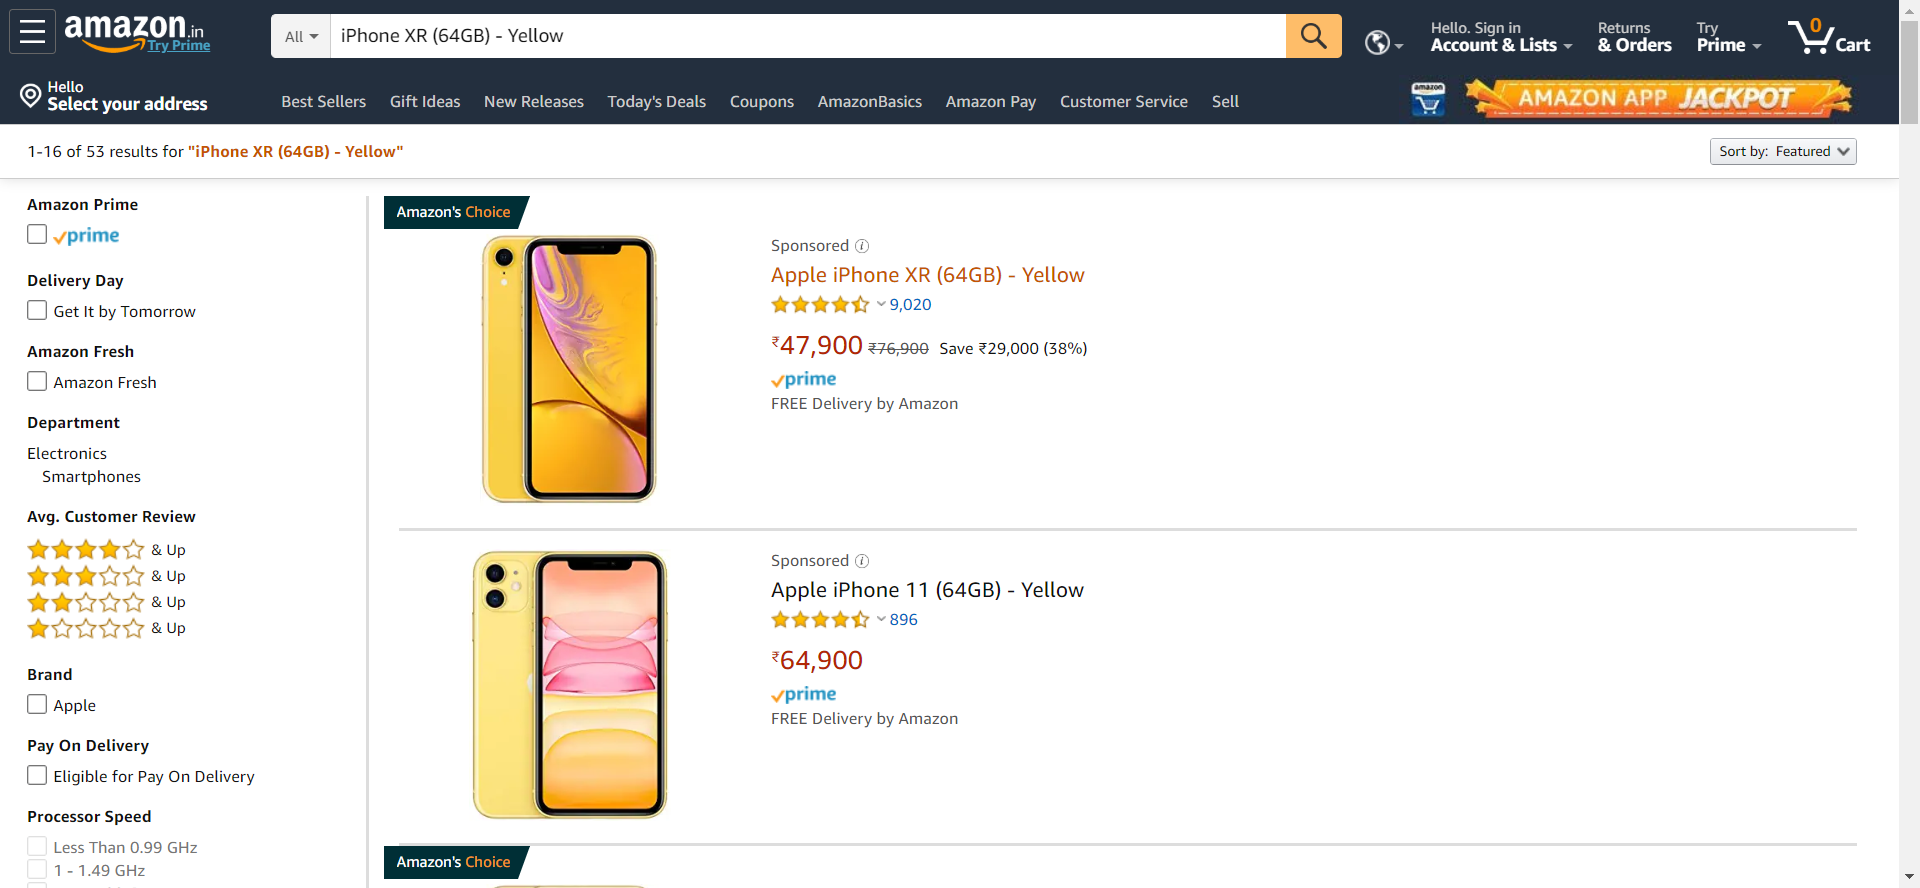 amazon.in
Try Prime
All
iPhone XR (64GB) - Yellow
Hello. Sign in
Account & Lists
Returns
& Orders
Try
Prime
0
Cart
Hello
Select your address
Best Sellers
Gift Ideas
New Releases
Today's Deals
Coupons
AmazonBasics
Amazon Pay
Customer Service
Sell
amazon
AMAZON APP JACKPOT
1-16 of 53 results for "iPhone XR (64GB) - Yellow"
Sort by: Featured
Amazon Prime
prime
Delivery Day
Get It by Tomorrow
Amazon Fresh
Amazon Fresh
Department
Electronics
Smartphones
Avg. Customer Review
& Up
& Up
& Up
& Up
Brand
Apple
Pay On Delivery
Eligible for Pay On Delivery
Processor Speed
Less Than 0.99 GHz
1 - 1.49 GHz
Amazon's Choice
Sponsored
Apple iPhone XR (64GB) - Yellow
9,020
₹47,900 ₹76,900 Save ₹29,000 (38%)
prime
FREE Delivery by Amazon
Sponsored
Apple iPhone 11 (64GB) - Yellow
896
₹64,900
prime
FREE Delivery by Amazon
Amazon's Choice